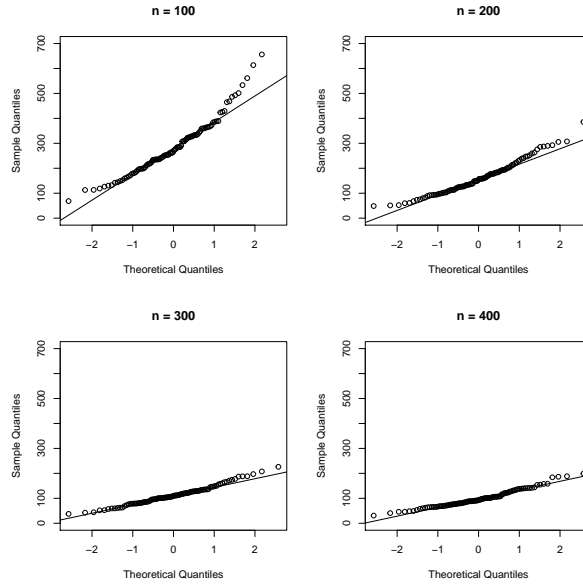 n = 100
Sample Quantiles
0 100 300 500 700
−2 −1 0 1 2
Theoretical Quantiles
n = 200
Sample Quantiles
0 100 300 500 700
−2 −1 0 1 2
Theoretical Quantiles
n = 300
Sample Quantiles
0 100 300 500 700
−2 −1 0 1 2
Theoretical Quantiles
n = 400
Sample Quantiles
0 100 300 500 700
−2 −1 0 1 2
Theoretical Quantiles